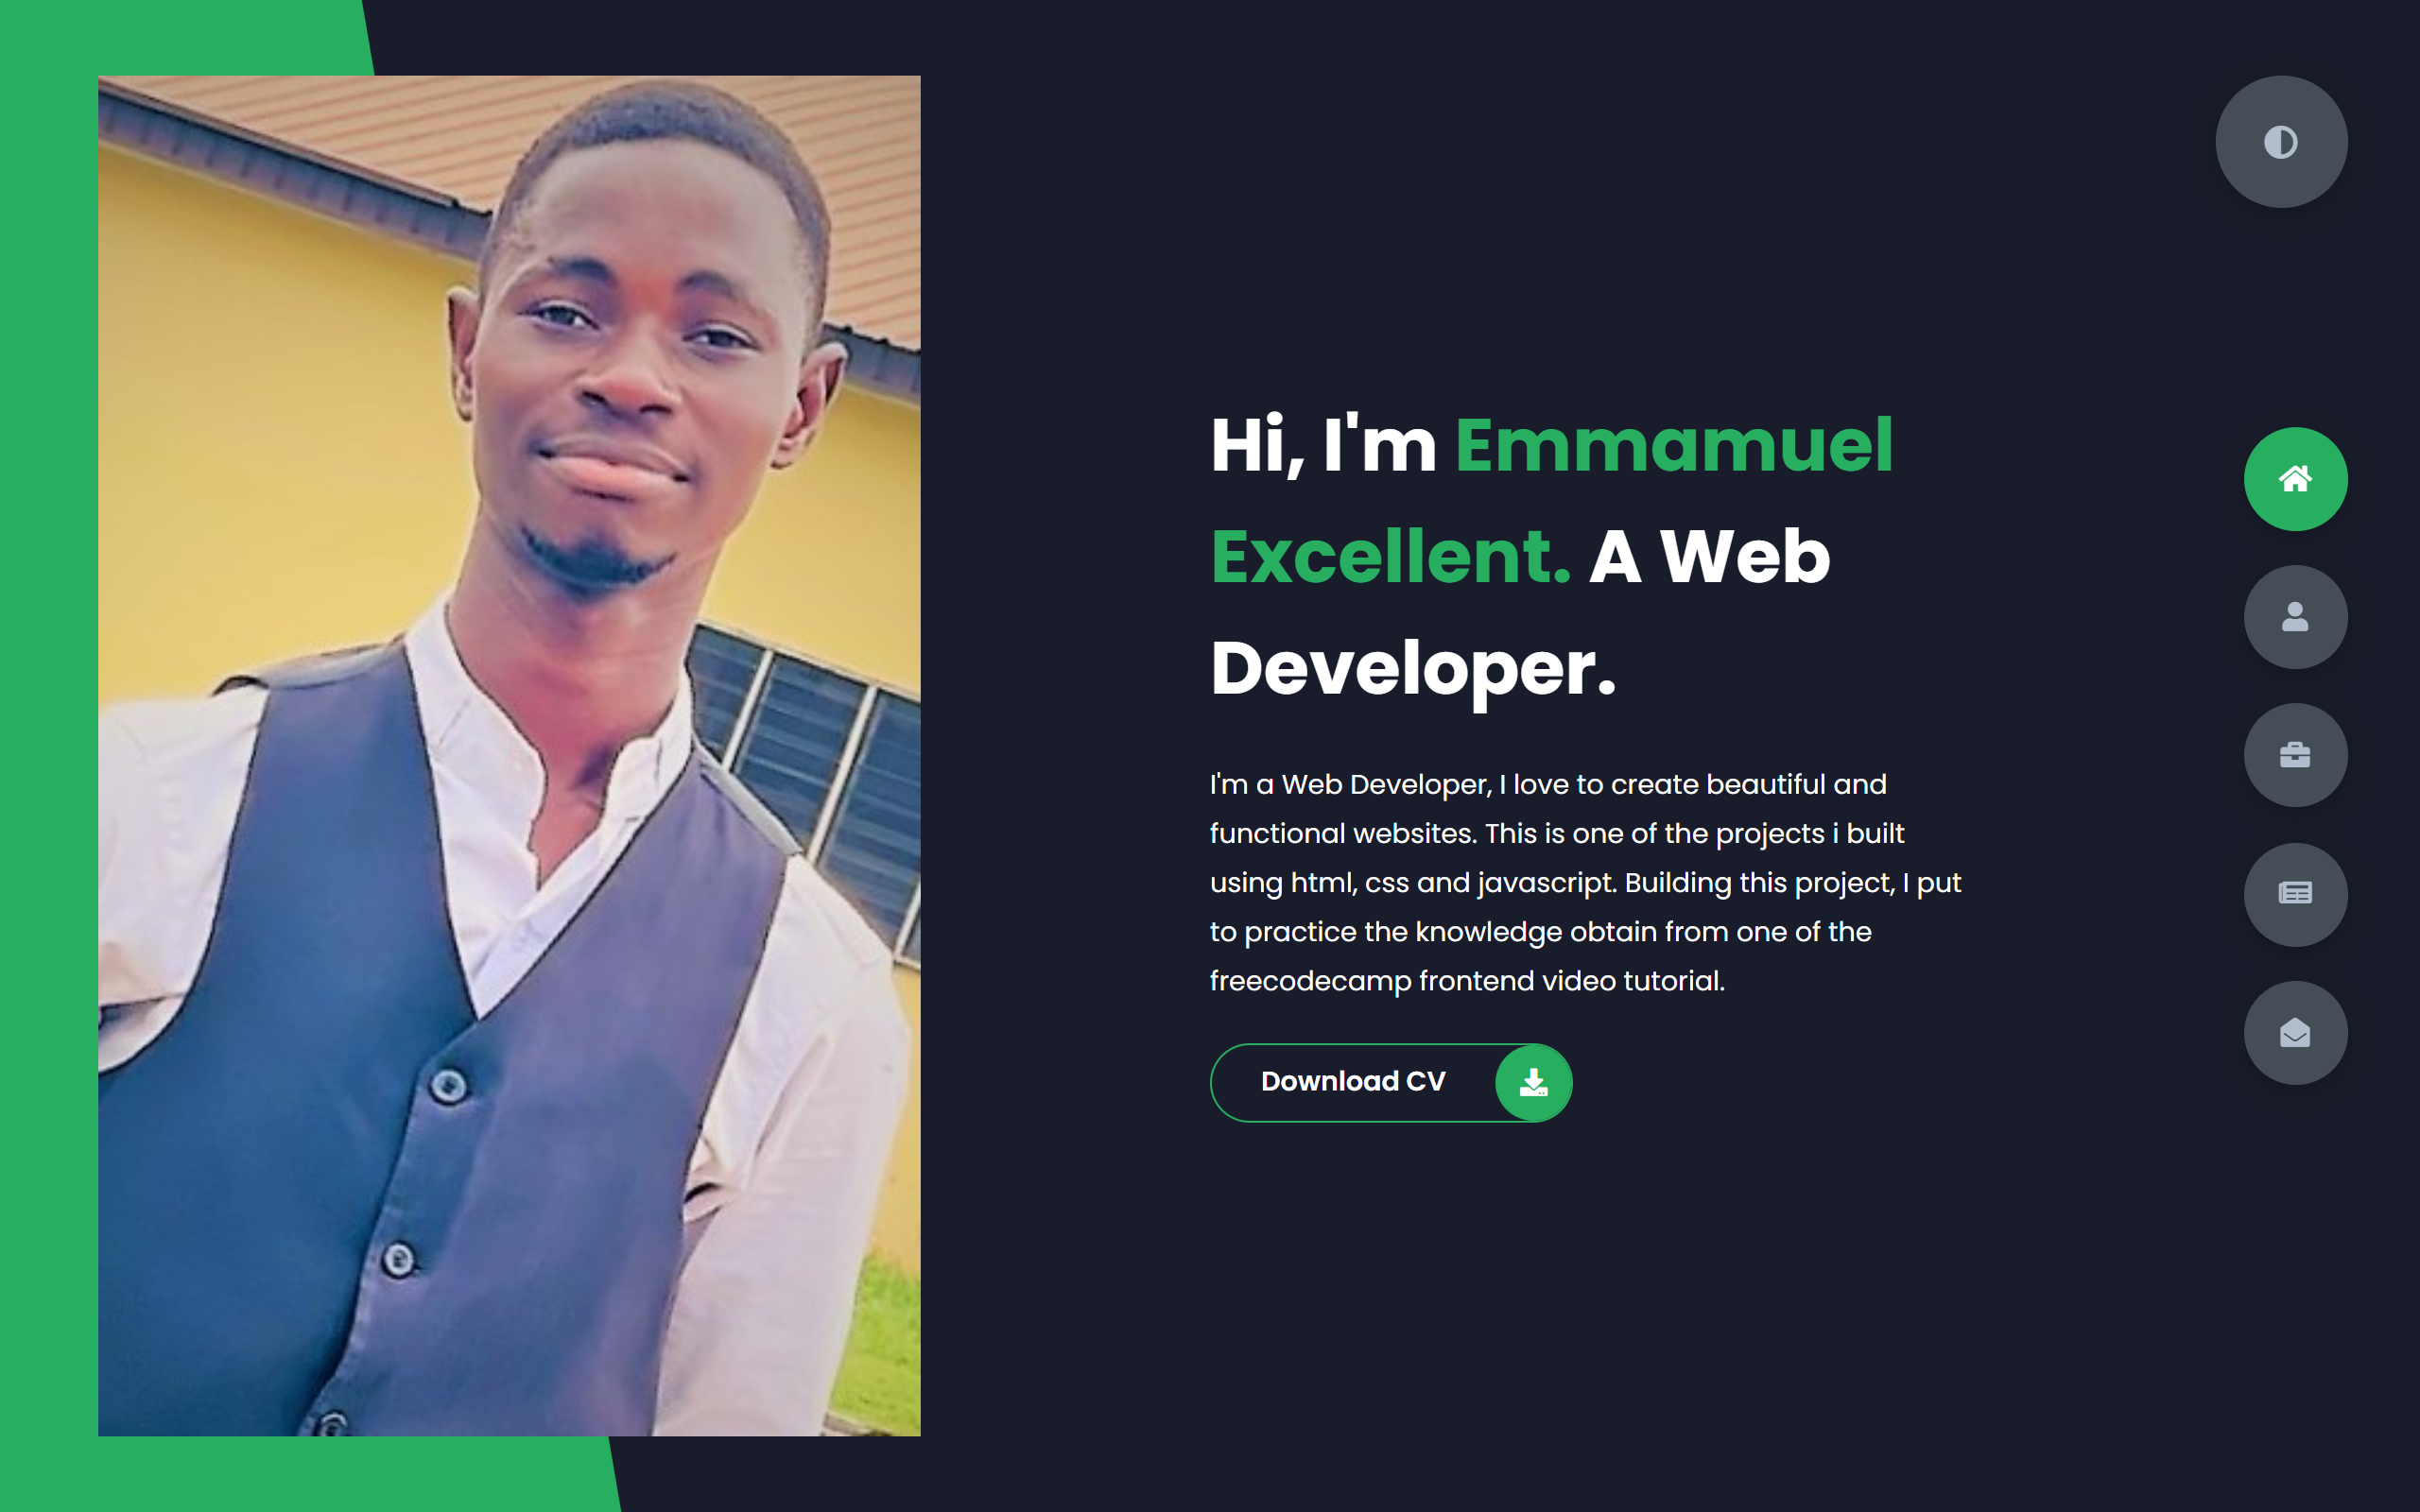 Hi, I'm Emmamuel
Excellent. A Web
Developer.
I'm a Web Developer, I love to create beautiful and
functional websites. This is one of the projects i built
using html, css and javascript. Building this project, I put
to practice the knowledge obtain from one of the
freecodecamp frontend video tutorial.
Download CV